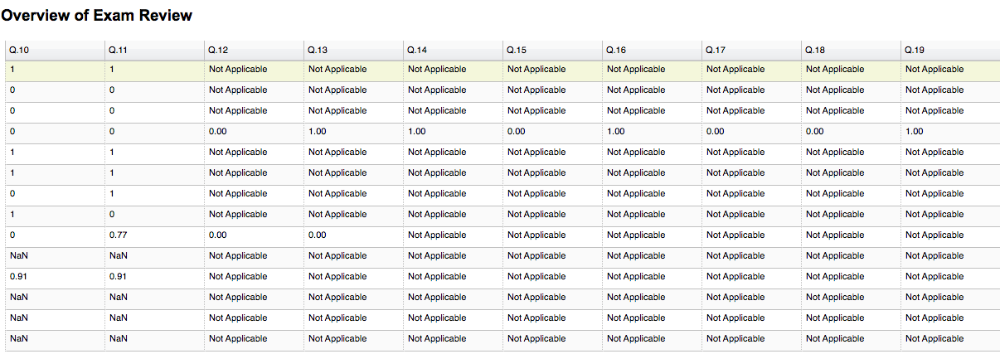 Overview of Exam Review
Q.10 Q.11 Q.12 Q.13 Q.14 Q.15 Q.16 Q.17 Q.18 Q.19
1 1 Not Applicable Not Applicable Not Applicable Not Applicable Not Applicable Not Applicable Not Applicable Not Applicable
0 0 Not Applicable Not Applicable Not Applicable Not Applicable Not Applicable Not Applicable Not Applicable Not Applicable
0 0 Not Applicable Not Applicable Not Applicable Not Applicable Not Applicable Not Applicable Not Applicable Not Applicable
0 0 0.00 1.00 1.00 0.00 1.00 0.00 0.00 1.00
1 1 Not Applicable Not Applicable Not Applicable Not Applicable Not Applicable Not Applicable Not Applicable Not Applicable
1 1 Not Applicable Not Applicable Not Applicable Not Applicable Not Applicable Not Applicable Not Applicable Not Applicable
0 1 Not Applicable Not Applicable Not Applicable Not Applicable Not Applicable Not Applicable Not Applicable Not Applicable
1 0 Not Applicable Not Applicable Not Applicable Not Applicable Not Applicable Not Applicable Not Applicable Not Applicable
0 0.77 0.00 0.00 Not Applicable Not Applicable Not Applicable Not Applicable Not Applicable Not Applicable
NaN NaN Not Applicable Not Applicable Not Applicable Not Applicable Not Applicable Not Applicable Not Applicable Not Applicable
0.91 0.91 Not Applicable Not Applicable Not Applicable Not Applicable Not Applicable Not Applicable Not Applicable Not Applicable
NaN NaN Not Applicable Not Applicable Not Applicable Not Applicable Not Applicable Not Applicable Not Applicable Not Applicable
NaN NaN Not Applicable Not Applicable Not Applicable Not Applicable Not Applicable Not Applicable Not Applicable Not Applicable
NaN NaN Not Applicable Not Applicable Not Applicable Not Applicable Not Applicable Not Applicable Not Applicable Not Applicable